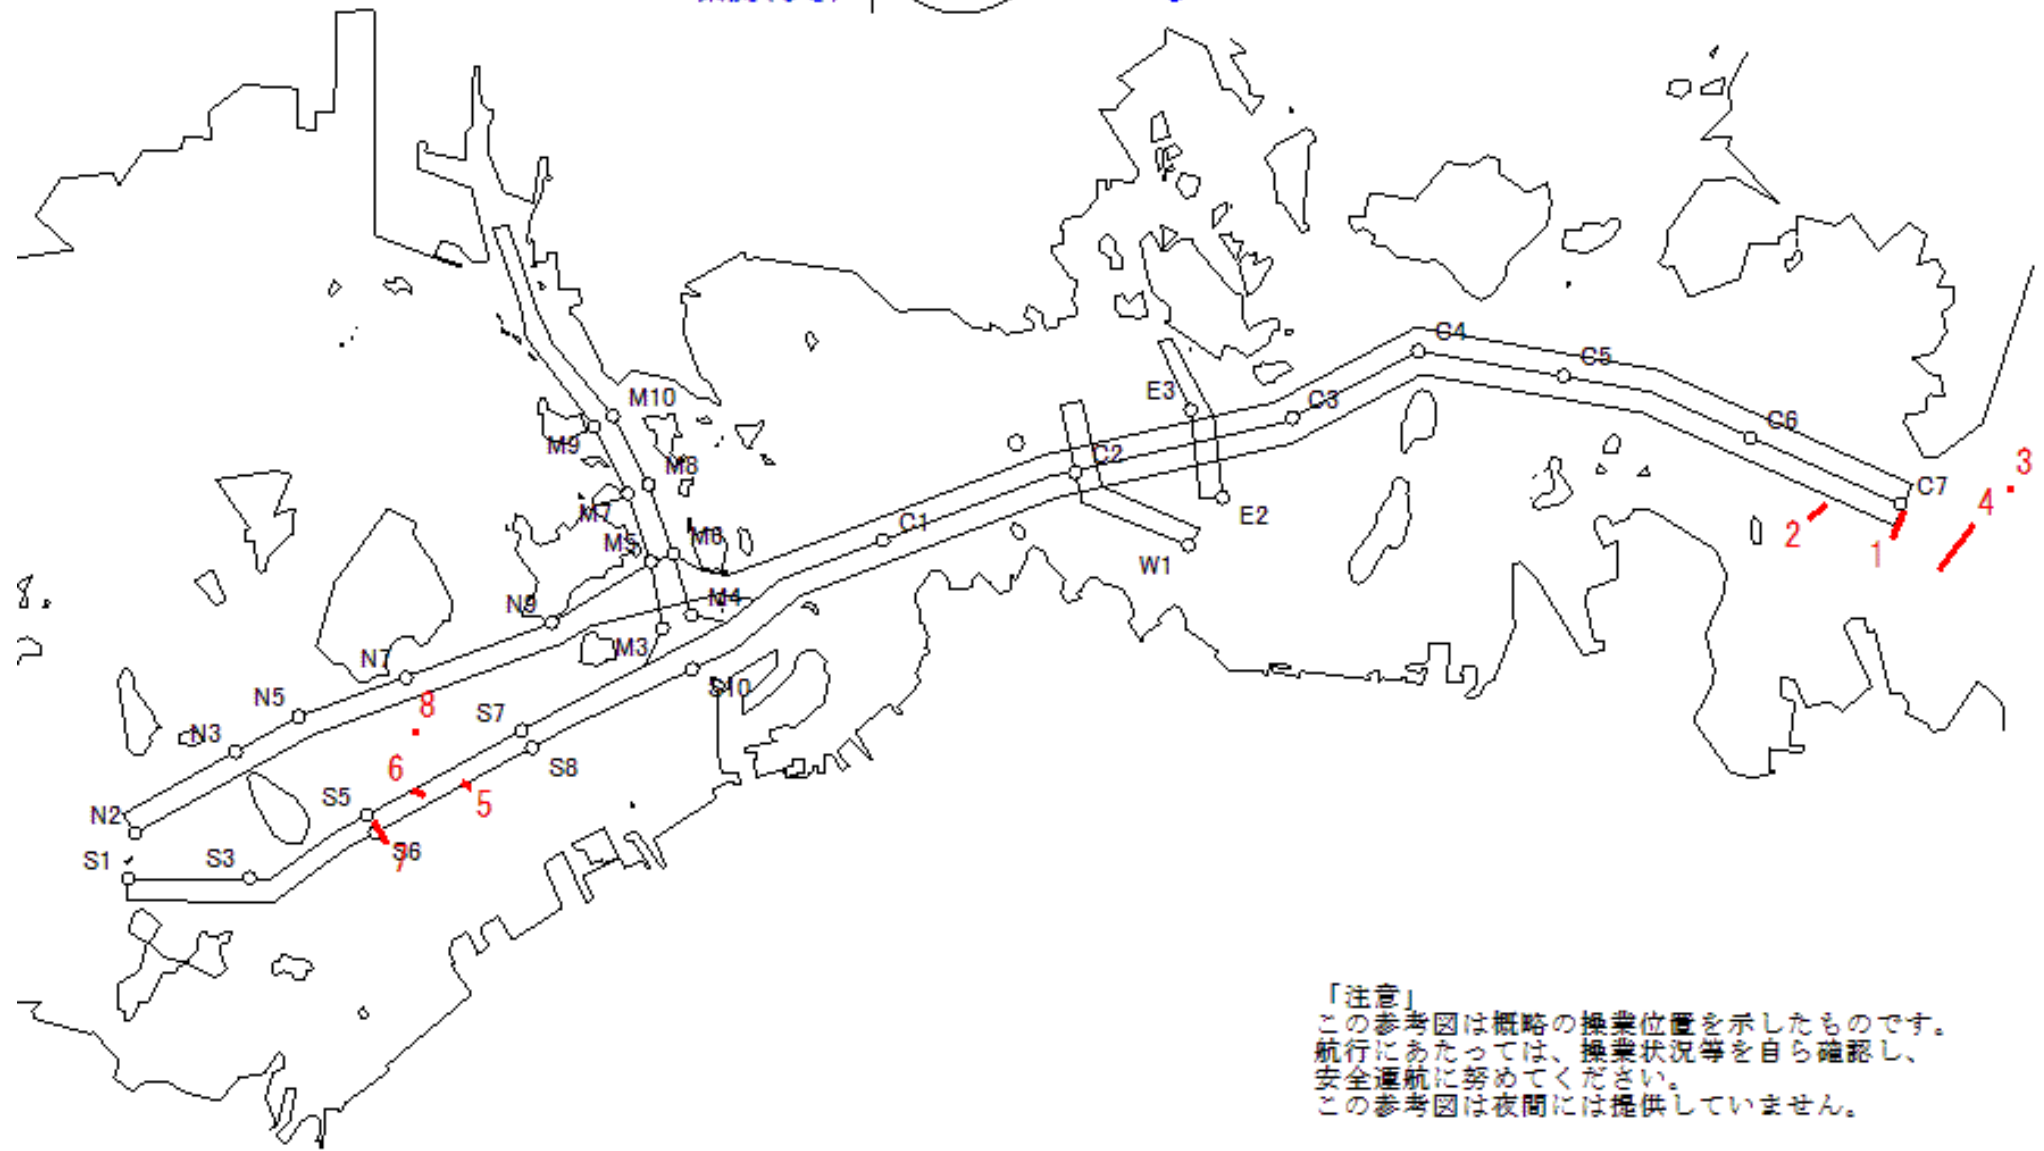 C4
C5
M10
E3
C3
C6
M9
C2
M8
3
C7
4
M7
E2
C1
2
M5
M6
1
W1
N9
M4
M3
N7
N5
S10
8
S7
N3
6
S8
S5
5
N2
S6
7
S1
S3
「注意」
この参考図は概略の操業位置を示したものです。
航行にあたっては、操業状況等を自ら確認し、
安全運航に努めてください。
この参考図は夜間には提供していません。